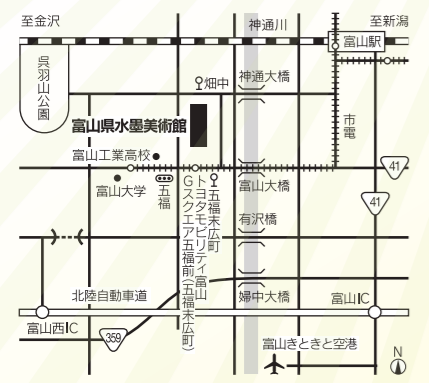 至金沢
神通川
至新潟
富山駅
呉羽山公園
畑中
神通大橋
富山県水墨美術館
市電
富山工業高校
41
富山大学
五福
トヨタモビリティ富山
Gスクエア五福前(五福末広町)
五福末広町
富山大橋
41
有沢橋
北陸自動車道
婦中大橋
富山IC
富山西IC
359
富山きときと空港
N